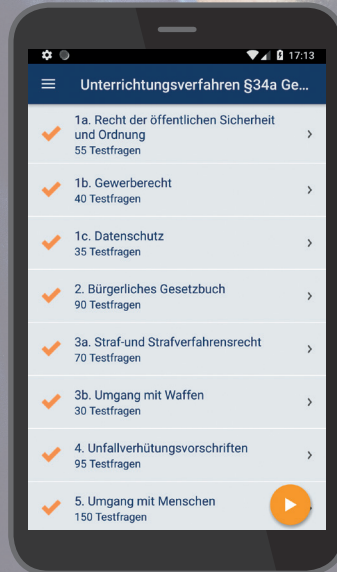 17:13
Unterrichtungsverfahren §34a Ge...
1a. Recht der öffentlichen Sicherheit
und Ordnung
55 Testfragen
1b. Gewerberecht
40 Testfragen
1c. Datenschutz
35 Testfragen
2. Bürgerliches Gesetzbuch
90 Testfragen
3a. Straf-und Strafverfahrensrecht
70 Testfragen
3b. Umgang mit Waffen
30 Testfragen
4. Unfallverhütungsvorschriften
95 Testfragen
5. Umgang mit Menschen
150 Testfragen